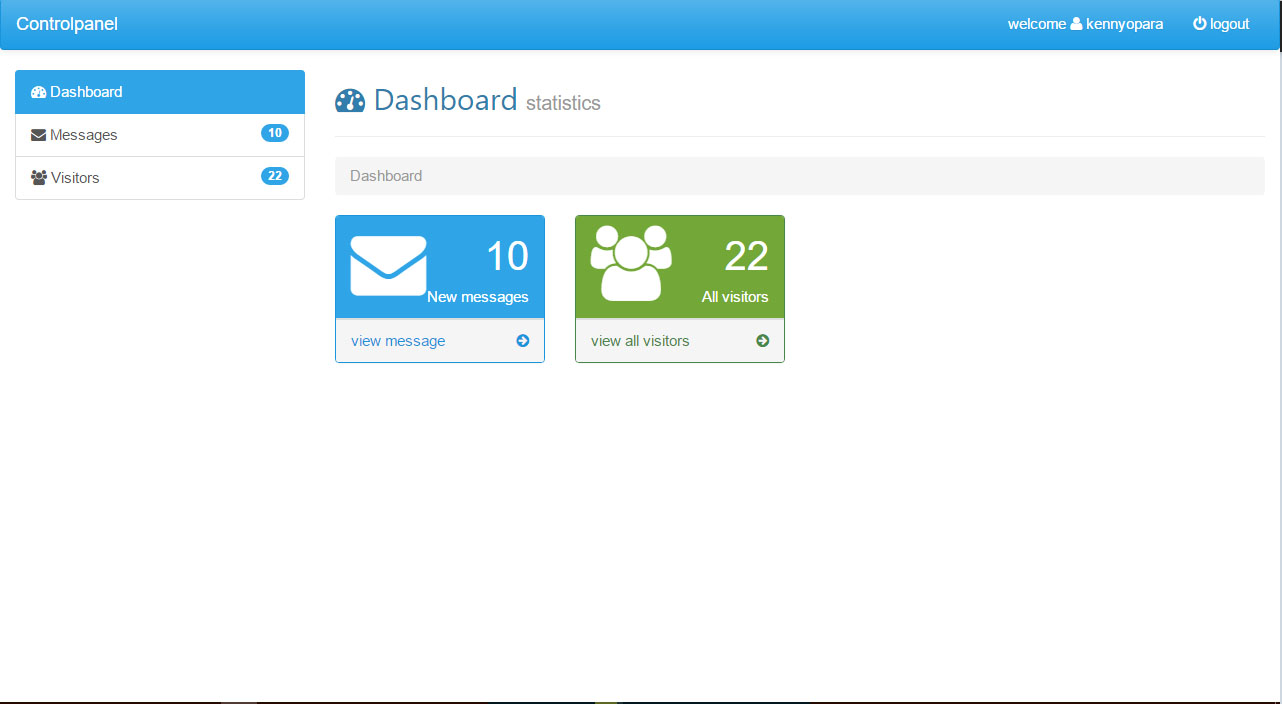 Controlpanel
welcome kennyopara logout
Dashboard
Messages 10
Visitors 22
Dashboard statistics
Dashboard
10
New messages
view message
22
All visitors
view all visitors